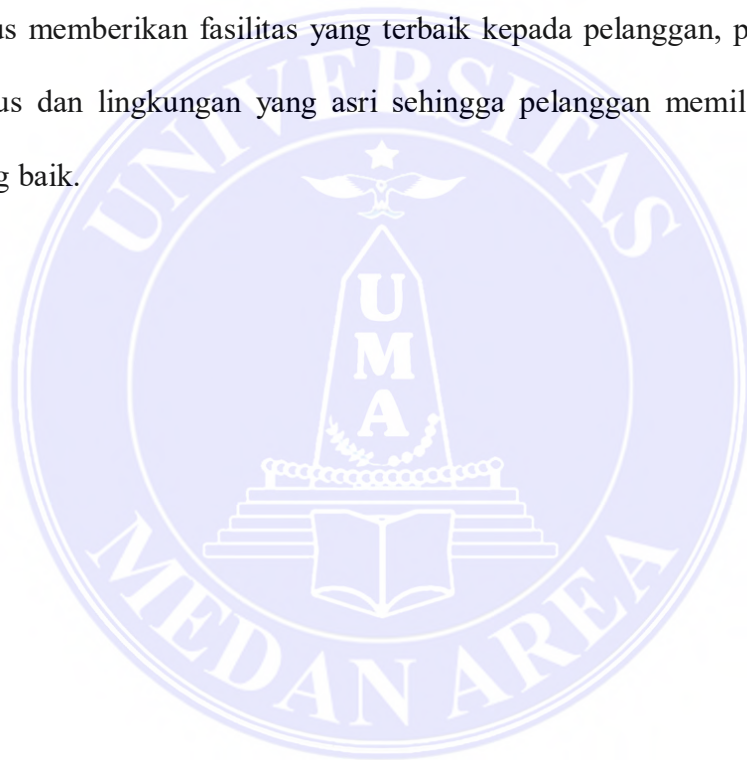 us memberikan fasilitas yang terbaik kepada pelanggan, p
us dan lingkungan yang asri sehingga pelanggan memil
g baik.
UNIVERSITAS
U
M
A
MEDAN AREA